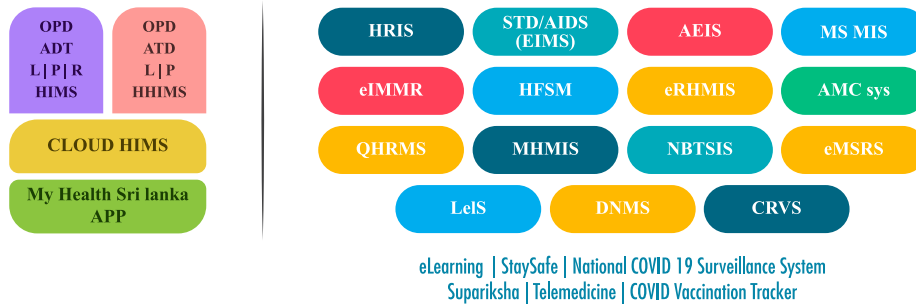 OPD
ADT
L | P | R
HIMS
OPD
ATD
L | P
HHIMS
CLOUD HIMS
My Health Sri lanka
APP
HRIS
STD/AIDS
(EIMS)
AEIS
MS MIS
eIMMR
HFSM
eRHMIS
AMC sys
QHRMS
MHMIS
NBTSIS
eMSRS
LelS
DNMS
CRVS
eLearning | StaySafe | National COVID 19 Surveillance System
Supariksha | Telemedicine | COVID Vaccination Tracker